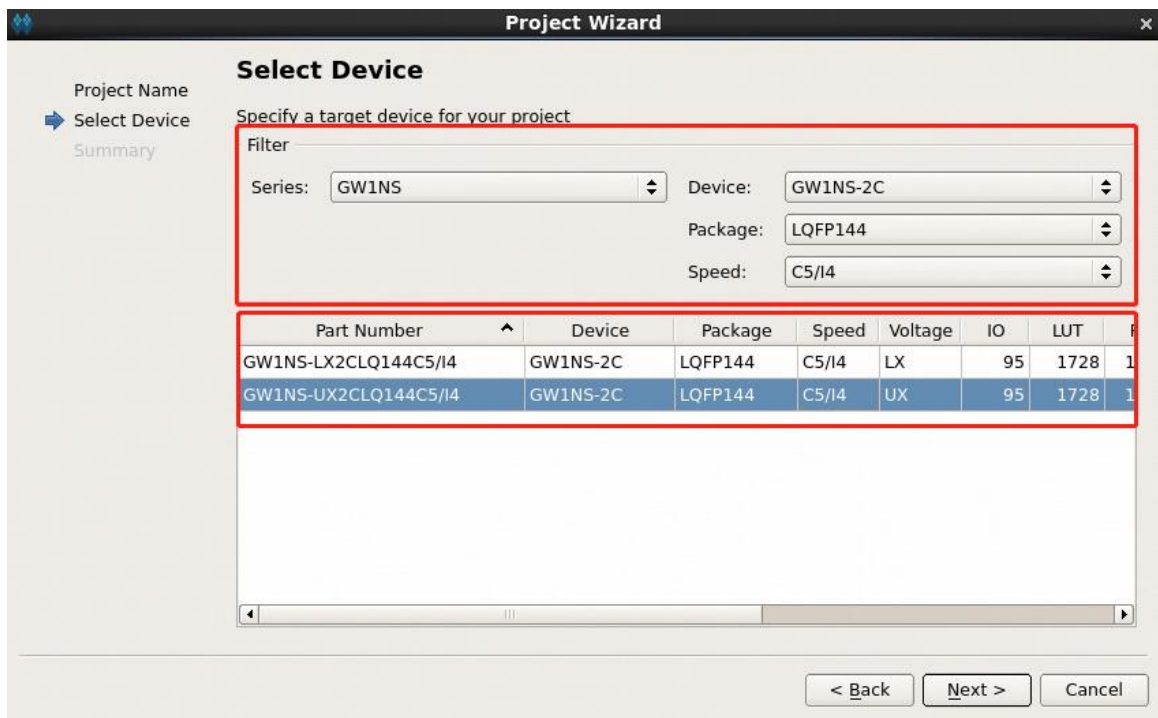 Project Wizard
Select Device
Project Name
Select Device
Summary
Specify a target device for your project
Filter
Series: GW1NS Device: GW1NS-2C
Package: LQFP144
Speed: C5/I4
Part Number Device Package Speed Voltage IO LUT
GW1NS-LX2CLQ144C5/I4 GW1NS-2C LQFP144 C5/I4 LX 95 1728 1
GW1NS-UX2CLQ144C5/I4 GW1NS-2C LQFP144 C5/I4 UX 95 1728 1
< Back Next > Cancel